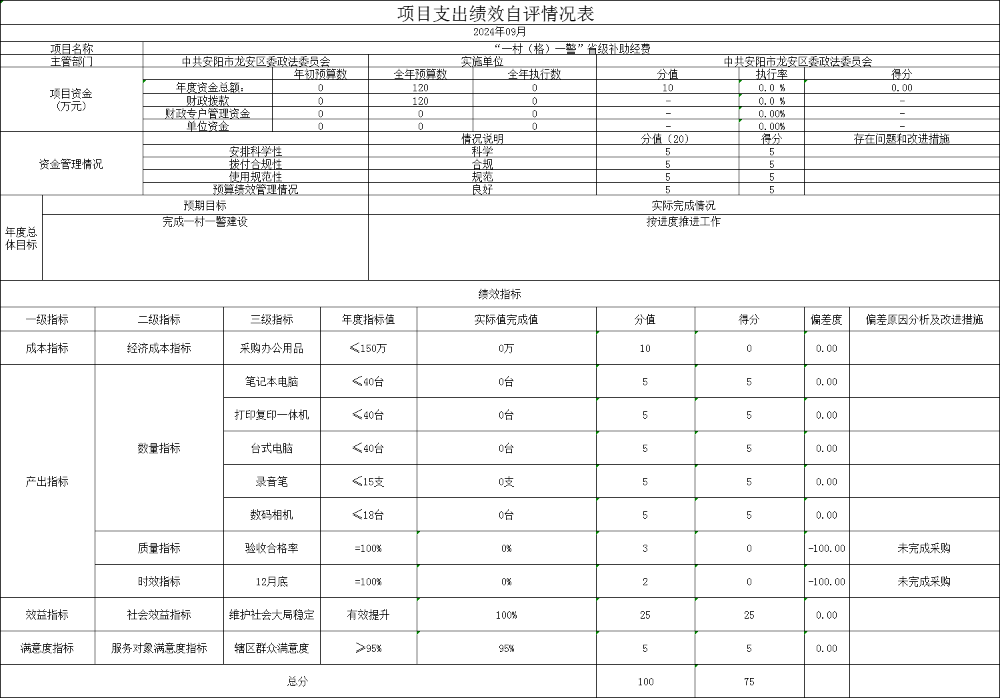 项目支出绩效自评情况表
2024年09月
项目名称 “一村（格）一警”省级补助经费
主管部门 中共安阳市龙安区委政法委员会 实施单位 中共安阳市龙安区委政法委员会
项目资金
(万元)
年初预算数 全年预算数 全年执行数 分值 执行率 得分
年度资金总额： 0 120 0 10 0.0 % 0.00
财政拨款 0 120 0 - 0.0 % -
财政专户管理资金 0 0 0 - 0.00% -
单位资金 0 0 0 - 0.00% -
资金管理情况
情况说明 分值（20） 得分 存在问题和改进措施
安排科学性 科学 5 5
拨付合规性 合规 5 5
使用规范性 规范 5 5
预算绩效管理情况 良好 5 5
年度总
体目标
预期目标 实际完成情况
完成一村一警建设 按进度推进工作
绩效指标
一级指标 二级指标 三级指标 年度指标值 实际值完成值 分值 得分 偏差度 偏差原因分析及改进措施
成本指标 经济成本指标 采购办公用品 ≤150万 0万 10 0 0.00
产出指标 数量指标 笔记本电脑 ≤40台 0台 5 5 0.00
打印复印一体机 ≤40台 0台 5 5 0.00
台式电脑 ≤40台 0台 5 5 0.00
录音笔 ≤15支 0支 5 5 0.00
数码相机 ≤18台 0台 5 5 0.00
质量指标 验收合格率 =100% 0% 3 0 -100.00 未完成采购
时效指标 12月底 =100% 0% 2 0 -100.00 未完成采购
效益指标 社会效益指标 维护社会大局稳定 有效提升 100% 25 25 0.00
满意度指标 服务对象满意度指标 辖区群众满意度 ≥95% 95% 5 5 0.00
总分 100 75